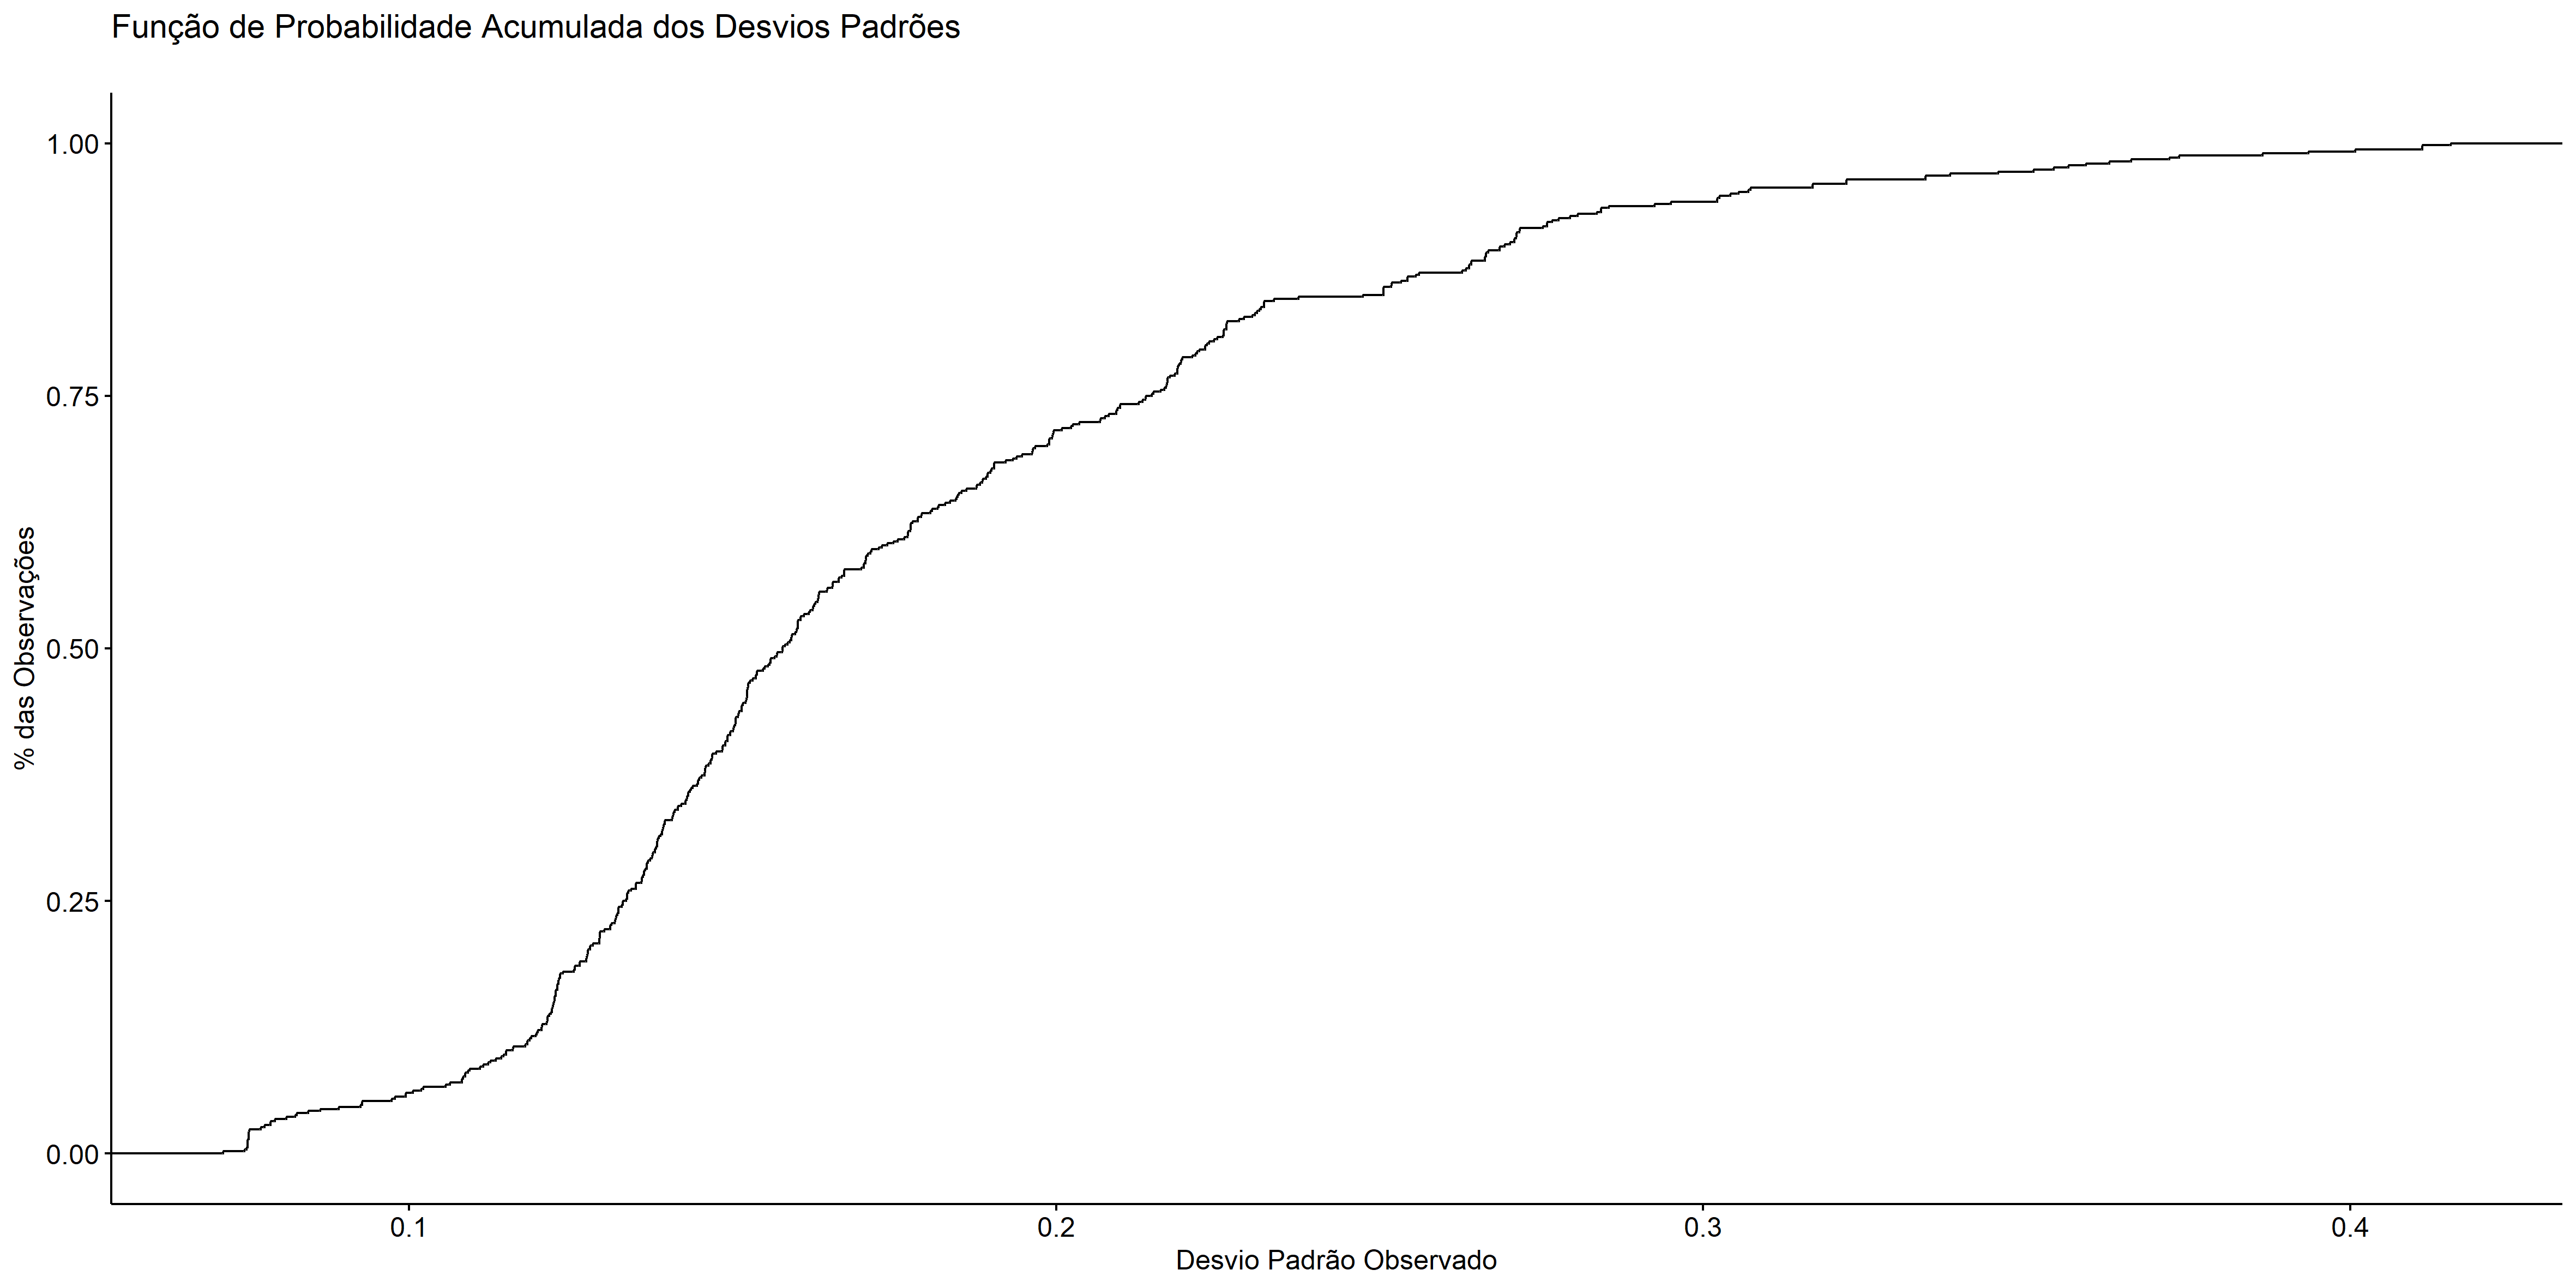 Função de Probabilidade Acumulada dos Desvios Padrões
% das Observações
1.00
0.75
0.50
0.25
0.00
0.1 0.2 0.3 0.4
Desvio Padrão Observado